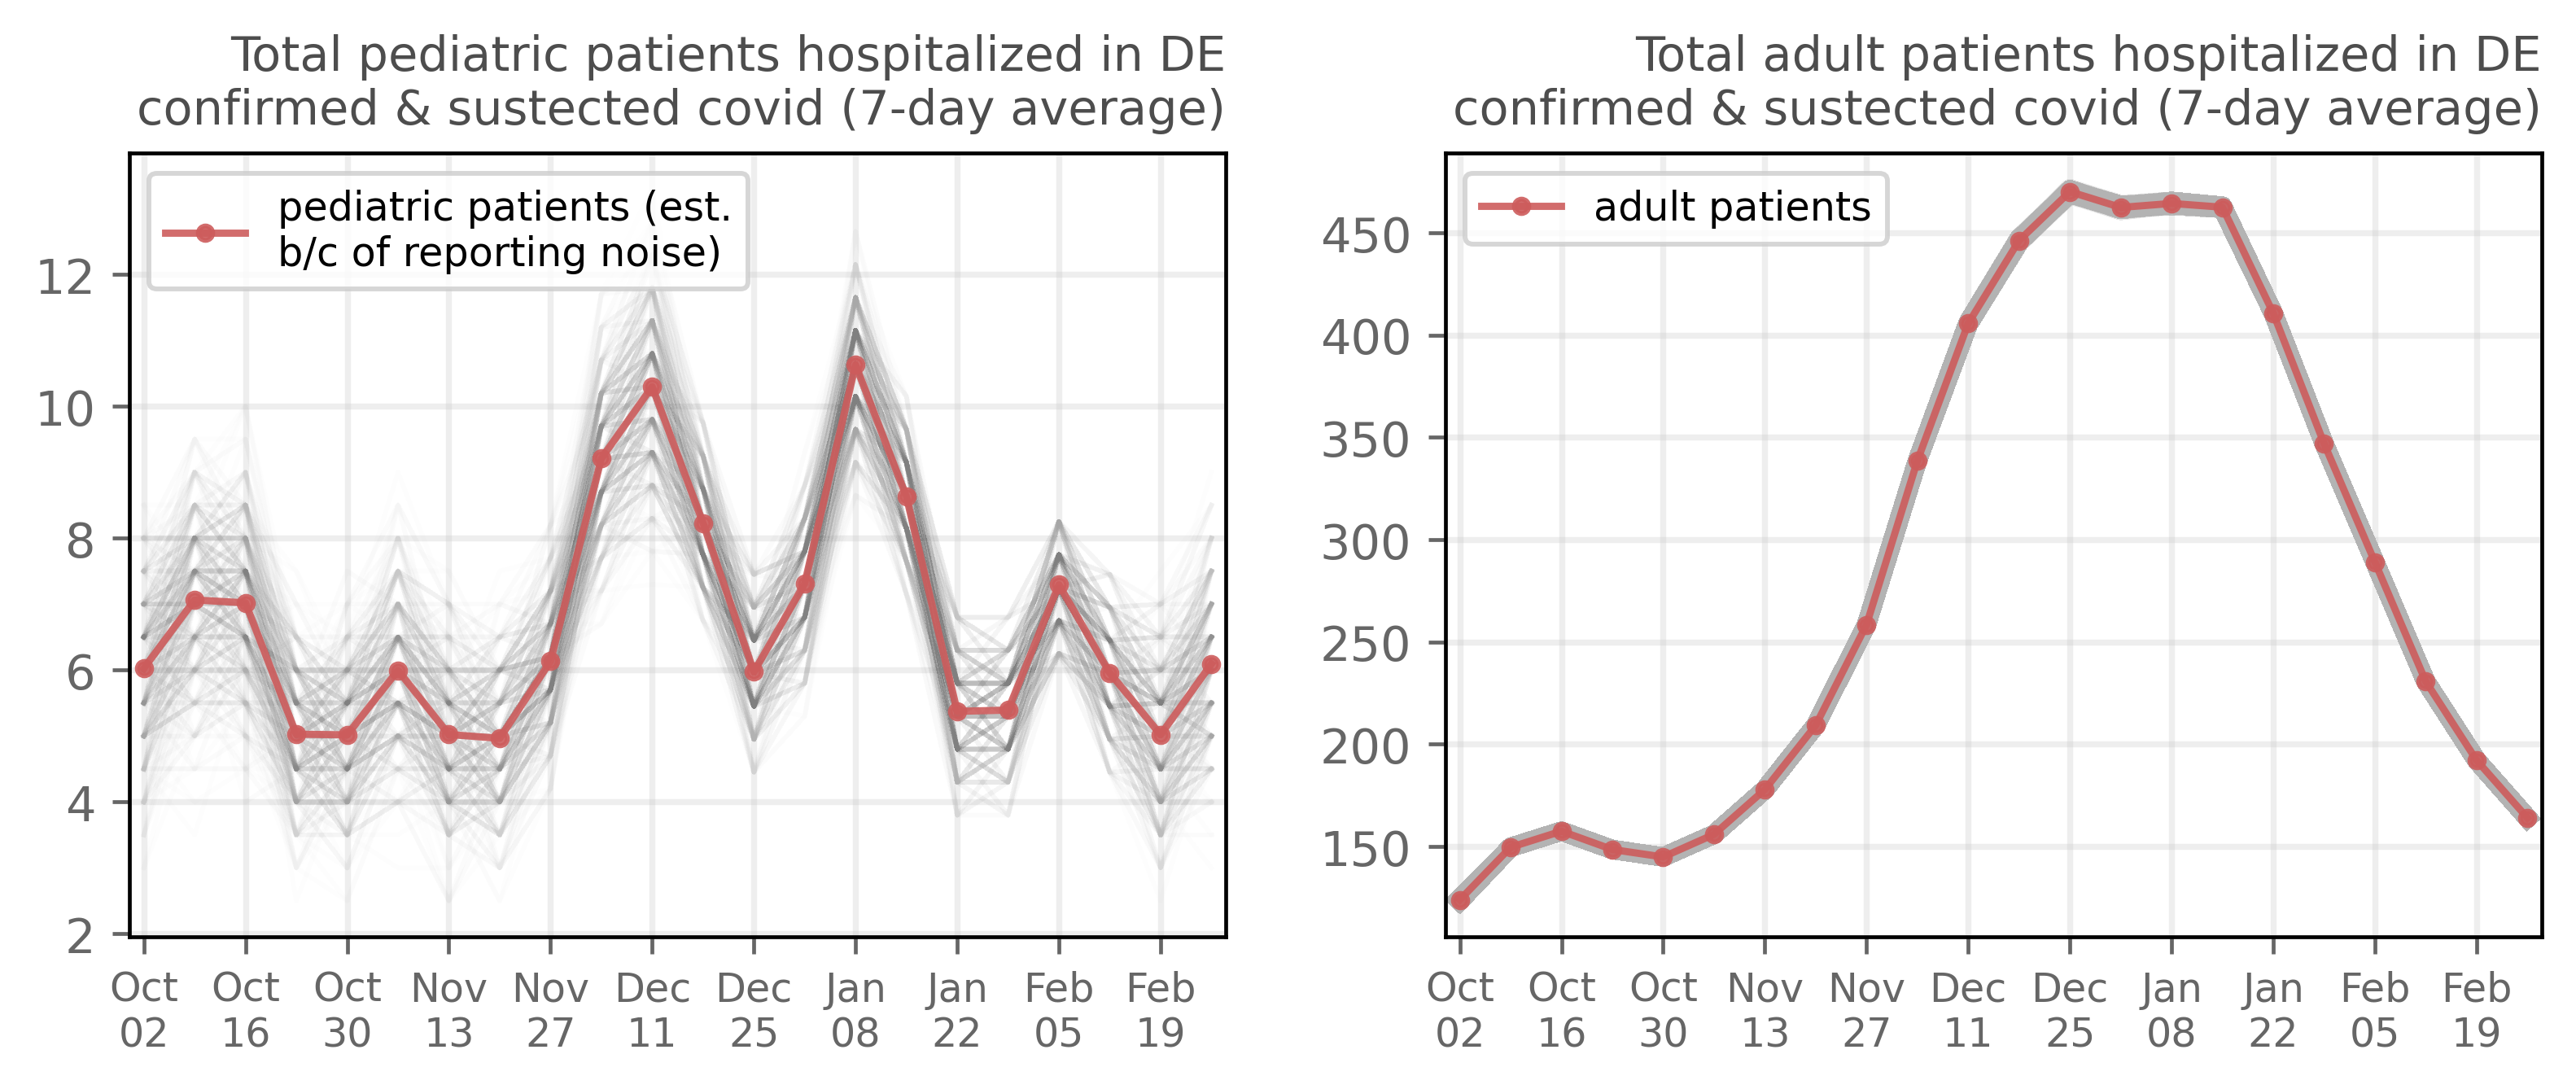 Total pediatric patients hospitalized in DE
confirmed & sustected covid (7-day average)
pediatric patients (est.
b/c of reporting noise)
12
10
8
6
4
2
Oct Oct Oct Nov Nov Dec Dec Jan Jan Feb Feb
02 16 30 13 27 11 25 08 22 05 19
Total adult patients hospitalized in DE
confirmed & sustected covid (7-day average)
adult patients
450
400
350
300
250
200
150
Oct Oct Oct Nov Nov Dec Dec Jan Jan Feb Feb
02 16 30 13 27 11 25 08 22 05 19